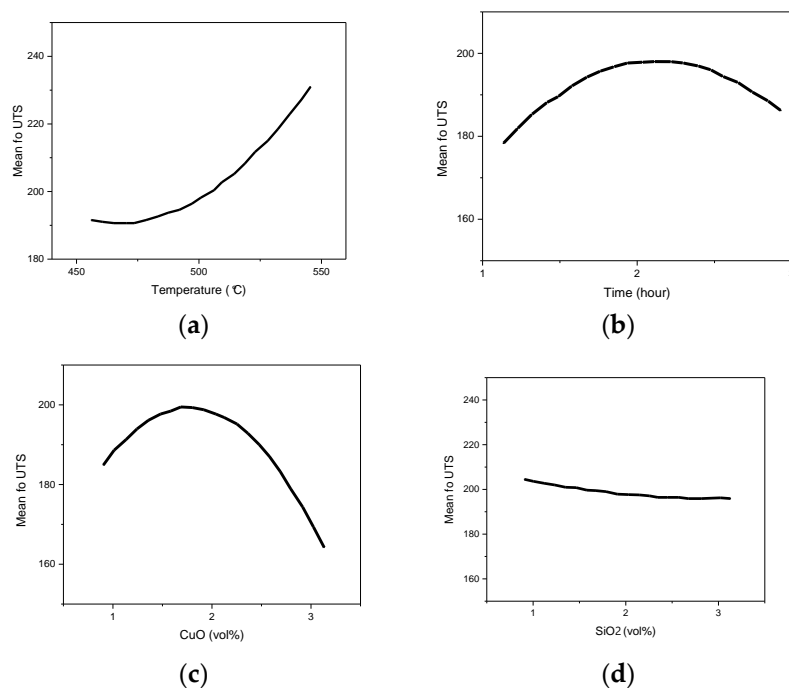 240
220
200
180
Mean fo UTS
450
500
550
Temperature (°C)
(a)
200
180
160
Mean fo UTS
1
2
Time (hour)
(b)
200
180
160
Mean fo UTS
1
2
3
CuO (vol%)
(c)
240
220
200
180
160
Mean fo UTS
1
2
3
SiO2 (vol%)
(d)